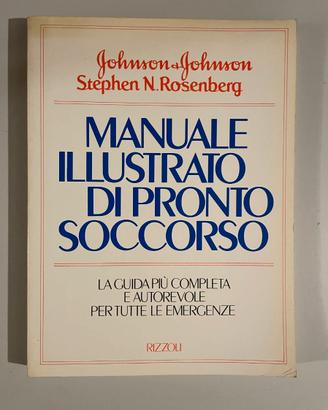 Johnson & Johnson
Stephen N. Rosenberg
MANUALE
ILLUSTRATO
DI PRONTO
SOCCORSO
LA GUIDA PIÙ COMPLETA
E AUTOREVOLE
PER TUTTE LE EMERGENZE
RIZZOLI